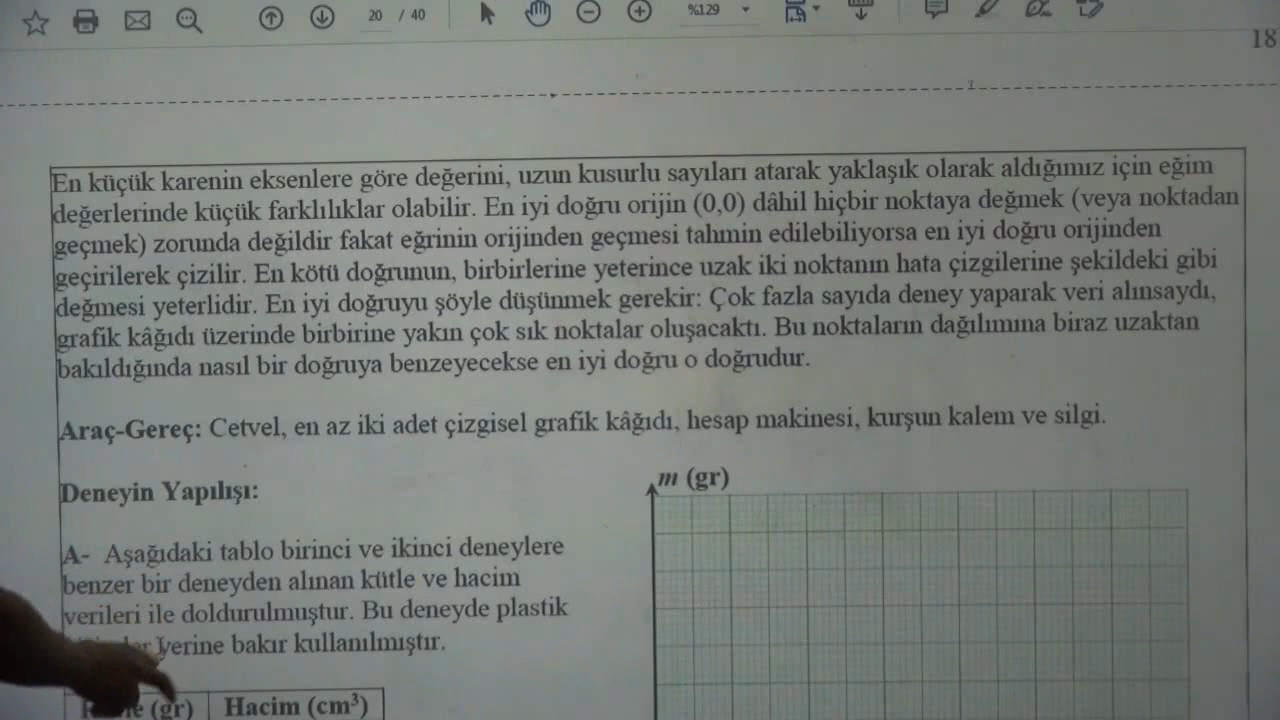 20 / 40
%129
18
En küçük karenin eksenlere göre değerini, uzun kusurlu sayıları atarak yaklaşık olarak aldığımız için eğim
değerlerinde küçük farklılıklar olabilir. En iyi doğru orijin (0,0) dâhil hiçbir noktaya değmek (veya noktadan
geçmek) zorunda değildir fakat eğrinin orijinden geçmesi tahmin edilebiliyorsa en iyi doğru orijinden
geçirilerek çizilir. En kötü doğrunun, birbirlerine yeterince uzak iki noktanın hata çizgilerine şekildeki gibi
değmesi yeterlidir. En iyi doğruyu şöyle düşünmek gerekir: Çok fazla sayıda deney yaparak veri alınsaydı,
grafik kâğıdı üzerinde birbirine yakın çok sık noktalar oluşacaktı. Bu noktaların dağılımına biraz uzaktan
bakıldığında nasıl bir doğruya benzeyecekse en iyi doğru o doğrudur.
Araç-Gereç: Cetvel, en az iki adet çizgisel grafik kâğıdı, hesap makinesi, kurşun kalem ve silgi.
Deneyin Yapılışı:
m (gr)
A- Aşağıdaki tablo birinci ve ikinci deneylere
benzer bir deneyden alınan kütle ve hacim
verileri ile doldurulmuştur. Bu deneyde plastik
yerine bakır kullanılmıştır.
(gr) Hacim (cm³)